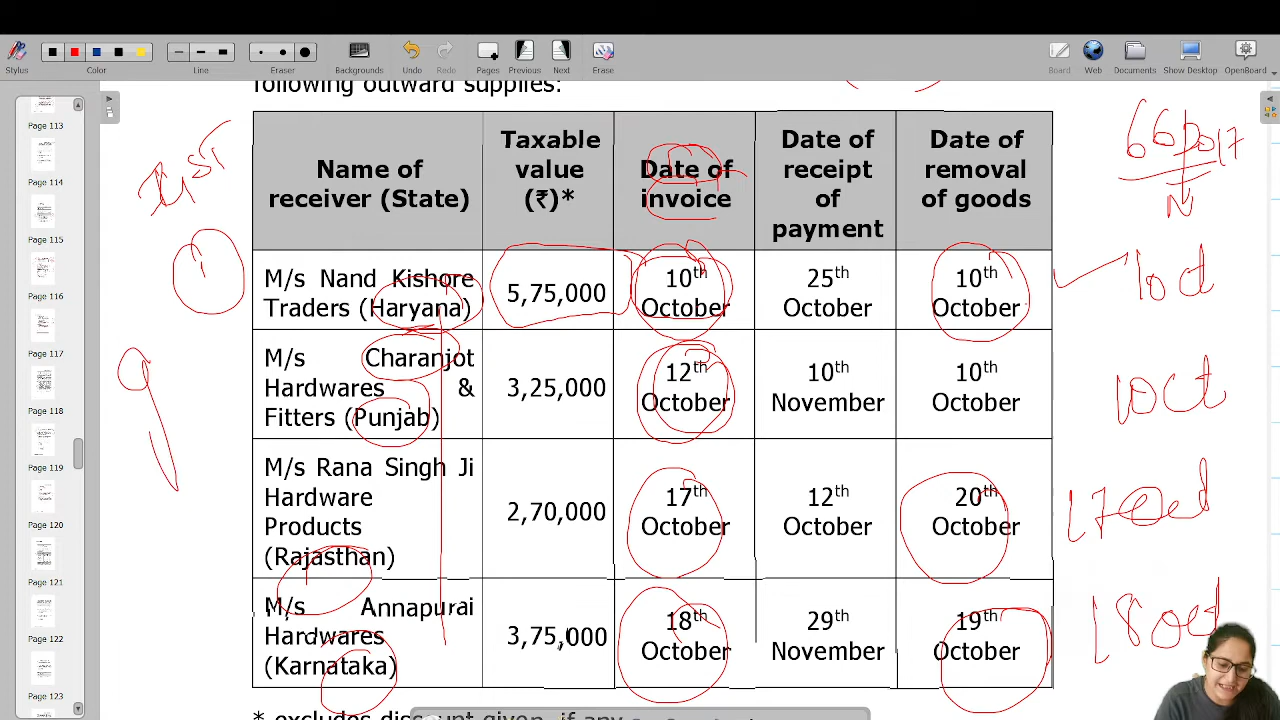 Stylus
Color
Line
Eraser
Backgrounds
Undo
Redo
Pages
Previous
Next
Erase
Board
Web
Documents
Show Desktop
OpenBoard
Page 113
Page 114
Page 115
Page 116
Page 117
Page 118
Page 119
Page 120
Page 121
Page 122
Page 123
following outward supplies:
Name of receiver (State)
Taxable value (₹)*
Date of invoice
Date of receipt of payment
Date of removal of goods
M/s Nand Kishore
Traders (Haryana)
5,75,000
10th October
25th October
10th October
10 oct
M/s Charanjot
Hardwares &
Fitters (Punjab)
3,25,000
12th October
10th November
10th October
10 oct
M/s Rana Singh Ji
Hardware
Products
(Rajasthan)
2,70,000
17th October
12th October
20th October
17 Oct
M/s Annapurai
Hardwares
(Karnataka)
3,75,000
18th October
29th November
19th October
18 oct
* excludes discount given, if any